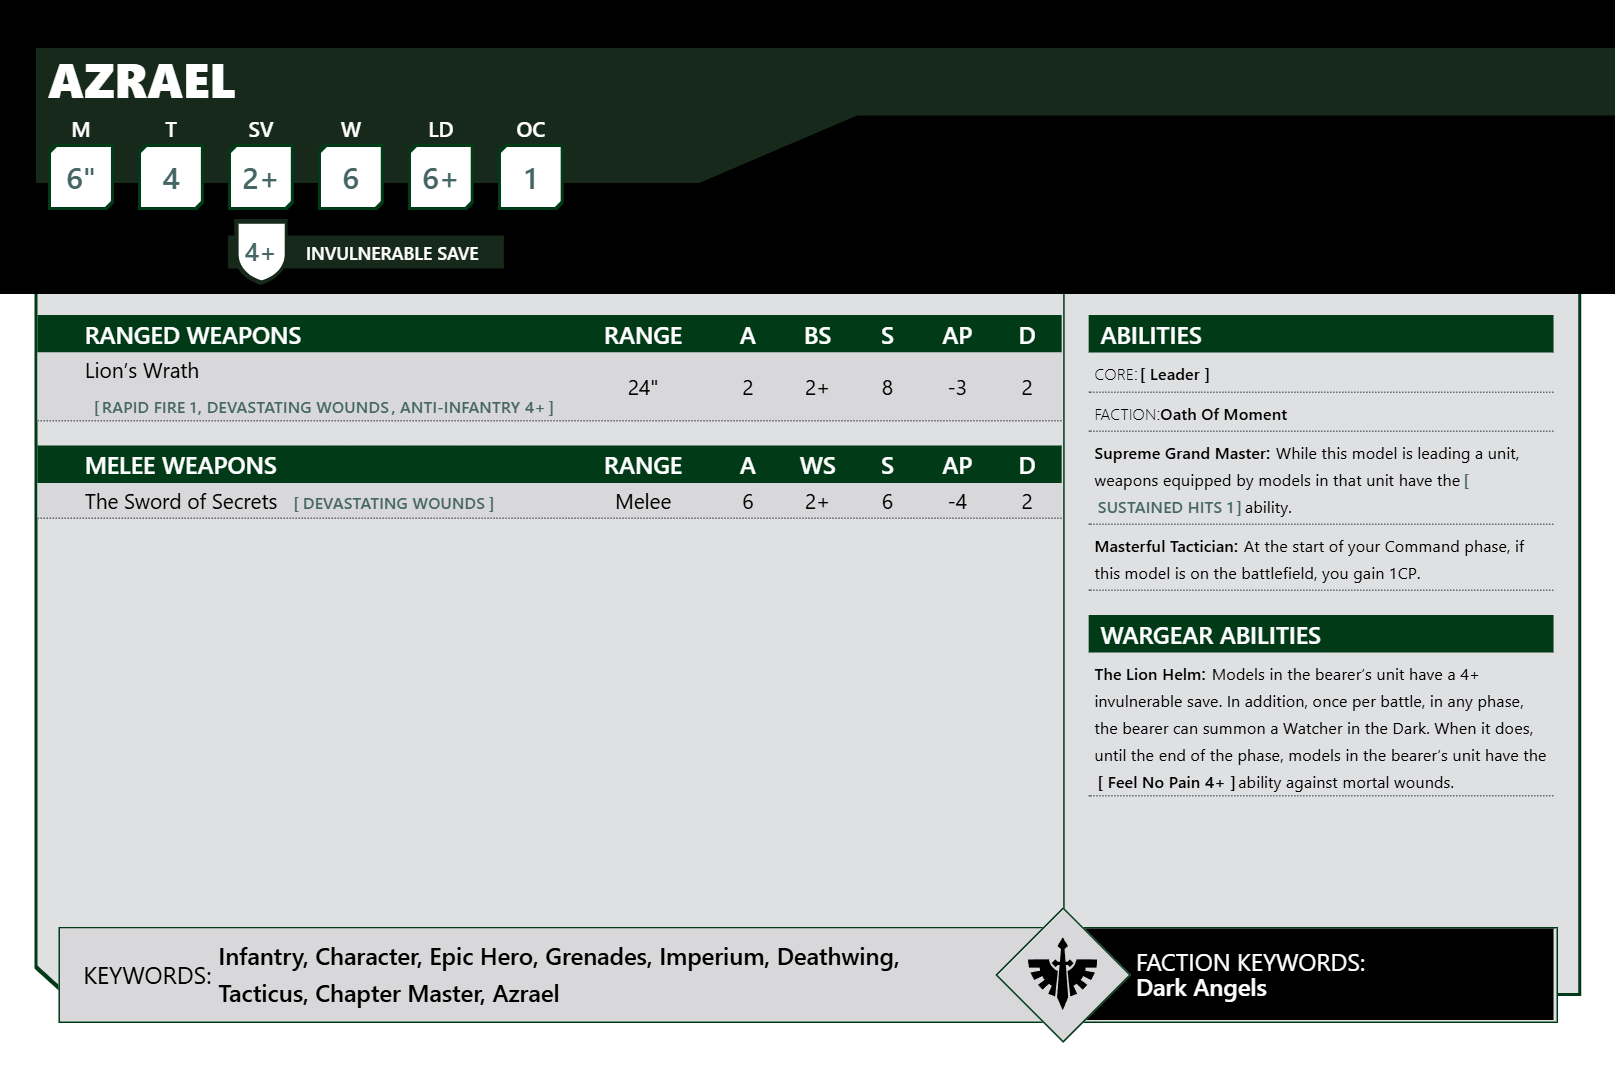 AZRAEL
M T SV W LD OC
6" 4 2+ 6 6+ 1
4+ INVULNERABLE SAVE
RANGED WEAPONS RANGE A BS S AP D
Lion's Wrath
24" 2 2+ 8 -3 2
[ RAPID FIRE 1, DEVASTATING WOUNDS, ANTI-INFANTRY 4+ ]
MELEE WEAPONS RANGE A WS S AP D
The Sword of Secrets [ DEVASTATING WOUNDS ] Melee 6 2+ 6 -4 2
ABILITIES
CORE: [ Leader ]
FACTION:Oath Of Moment
Supreme Grand Master: While this model is leading a unit,
weapons equipped by models in that unit have the [
SUSTAINED HITS 1 ] ability.
Masterful Tactician: At the start of your Command phase, if
this model is on the battlefield, you gain 1CP.
WARGEAR ABILITIES
The Lion Helm: Models in the bearer's unit have a 4+
invulnerable save. In addition, once per battle, in any phase,
the bearer can summon a Watcher in the Dark. When it does,
until the end of the phase, models in the bearer's unit have the
[ Feel No Pain 4+ ] ability against mortal wounds.
KEYWORDS: Infantry, Character, Epic Hero, Grenades, Imperium, Deathwing,
Tacticus, Chapter Master, Azrael
FACTION KEYWORDS:
Dark Angels